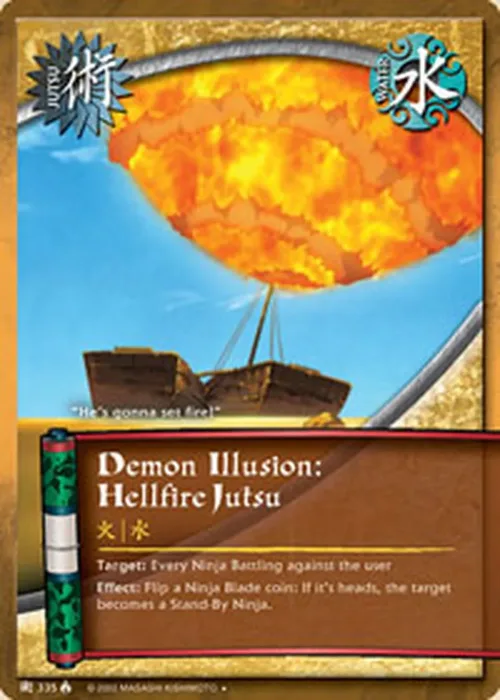 JUTSU 術
WATER 水
"He's gonna set fire!"
Demon Illusion:
Hellfire Jutsu
火|水
Target: Every Ninja Battling against the user
Effect: Flip a Ninja Blade coin: If it's heads, the target
becomes a Stand-By Ninja.
335 © 2002 MASASHI KISHIMOTO